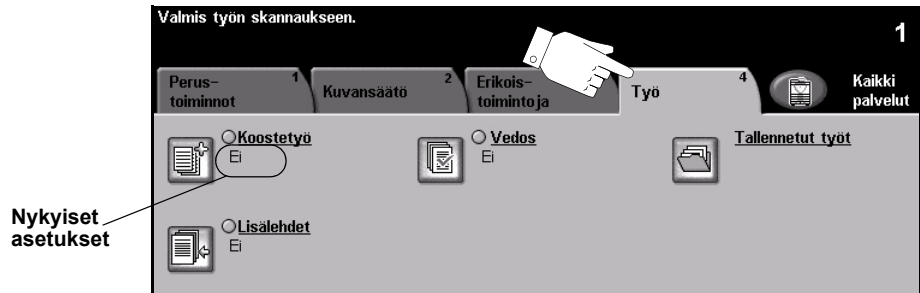 Valmis työn skannaukseen.
1
Perus-
toiminnot
1
Kuvansäätö
2
Erikois-
toimintoja
Työ
4
Kaikki
palvelut
Koostetyö
Ei
Vedos
Ei
Tallennetut työt
Nykyiset
asetukset
Lisälehdet
Ei